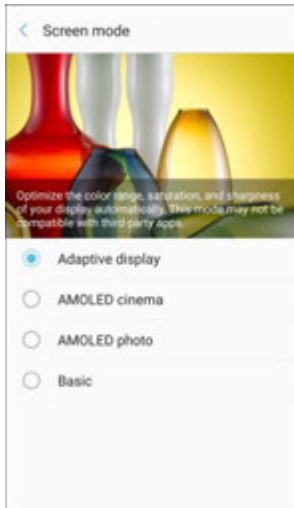 Screen mode
Optimize the color range, saturation, and sharpness
of your display automatically. This mode may not be
compatible with third-party apps.
Adaptive display
AMOLED cinema
AMOLED photo
Basic